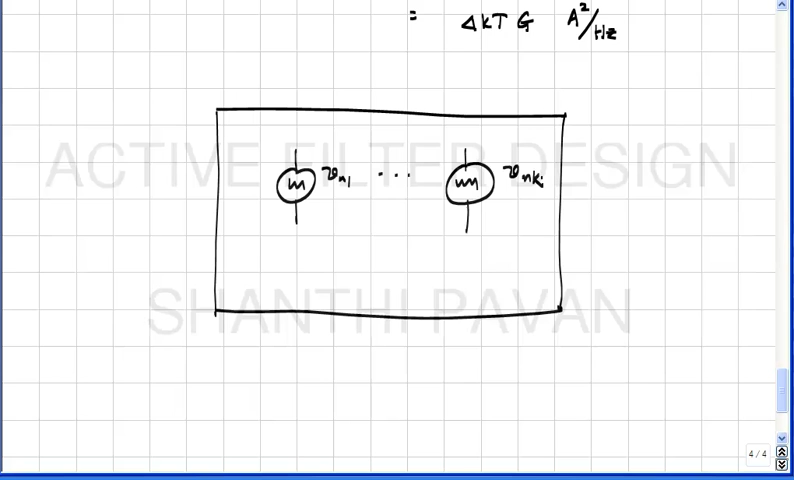 = 4kTG A²/Hz
ACTIVE FILTER DESIGN
vn1 ... vnk
SHANTHI PAVAN
4/4